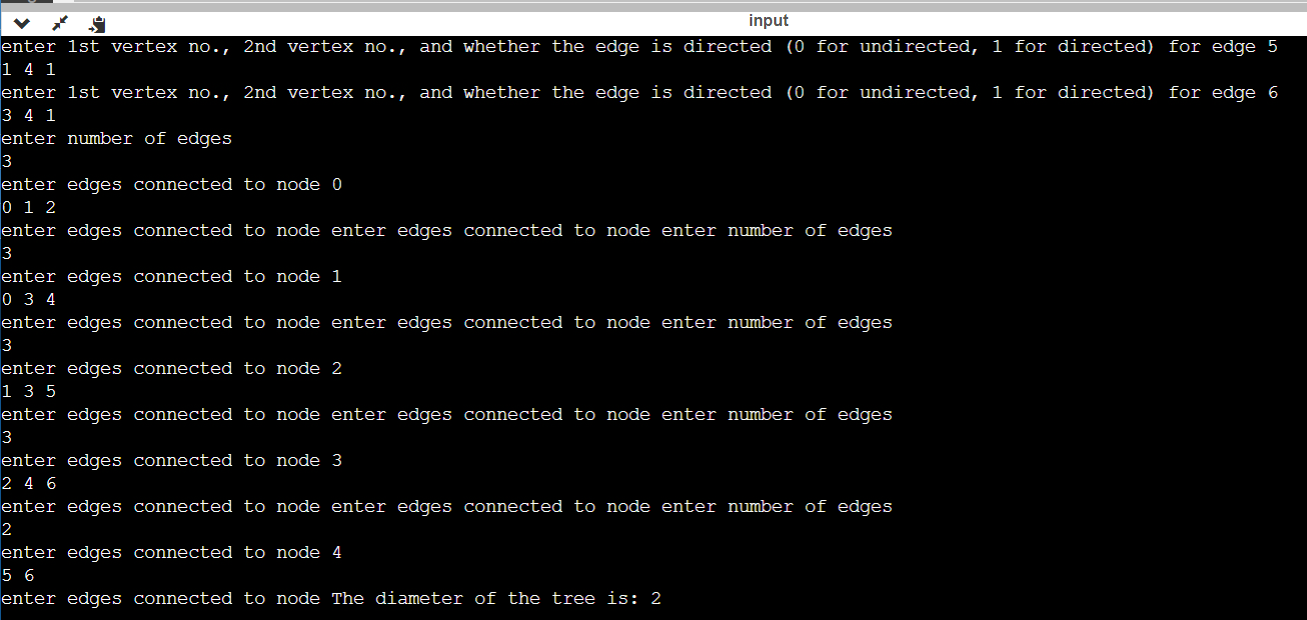 input
enter 1st vertex no., 2nd vertex no., and whether the edge is directed (0 for undirected, 1 for directed) for edge 5
1 4 1
enter 1st vertex no., 2nd vertex no., and whether the edge is directed (0 for undirected, 1 for directed) for edge 6
3 4 1
enter number of edges
3
enter edges connected to node 0
0 1 2
enter edges connected to node enter edges connected to node enter number of edges
3
enter edges connected to node 1
0 3 4
enter edges connected to node enter edges connected to node enter number of edges
3
enter edges connected to node 2
1 3 5
enter edges connected to node enter edges connected to node enter number of edges
3
enter edges connected to node 3
2 4 6
enter edges connected to node enter edges connected to node enter number of edges
2
enter edges connected to node 4
5 6
enter edges connected to node The diameter of the tree is: 2